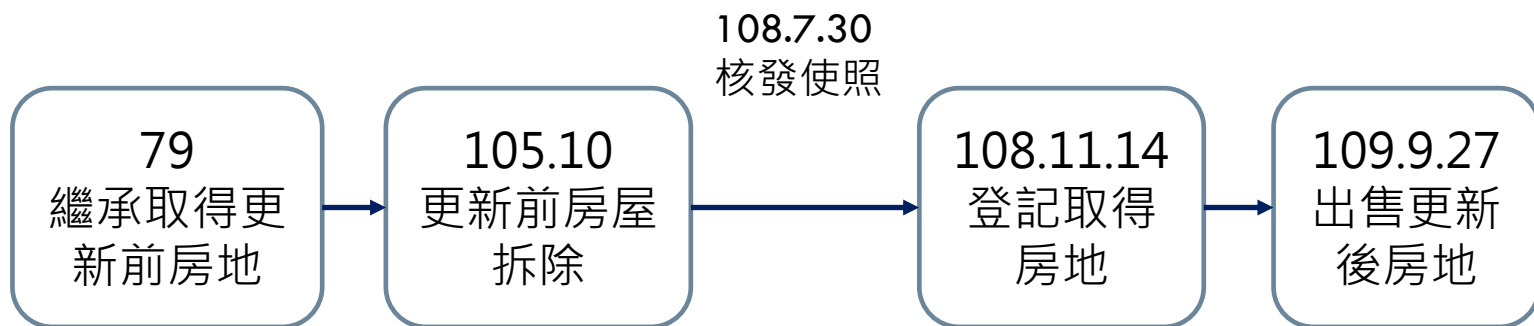 108.7.30
核發使照
79
繼承取得更
新前房地
105.10
更新前房屋
拆除
108.11.14
登記取得
房地
109.9.27
出售更新
後房地